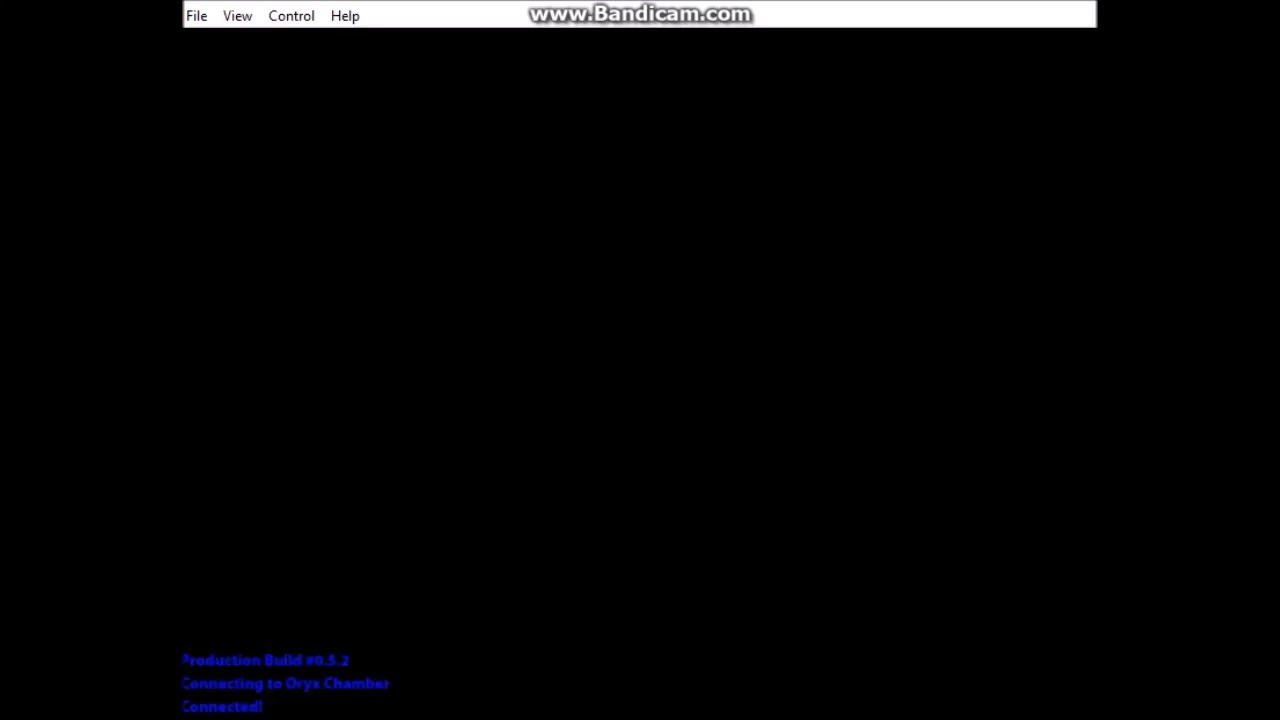 File View Control Help
www.Bandicam.com
Production Build #0.5.2
Connecting to Oryx Chamber
Connected!